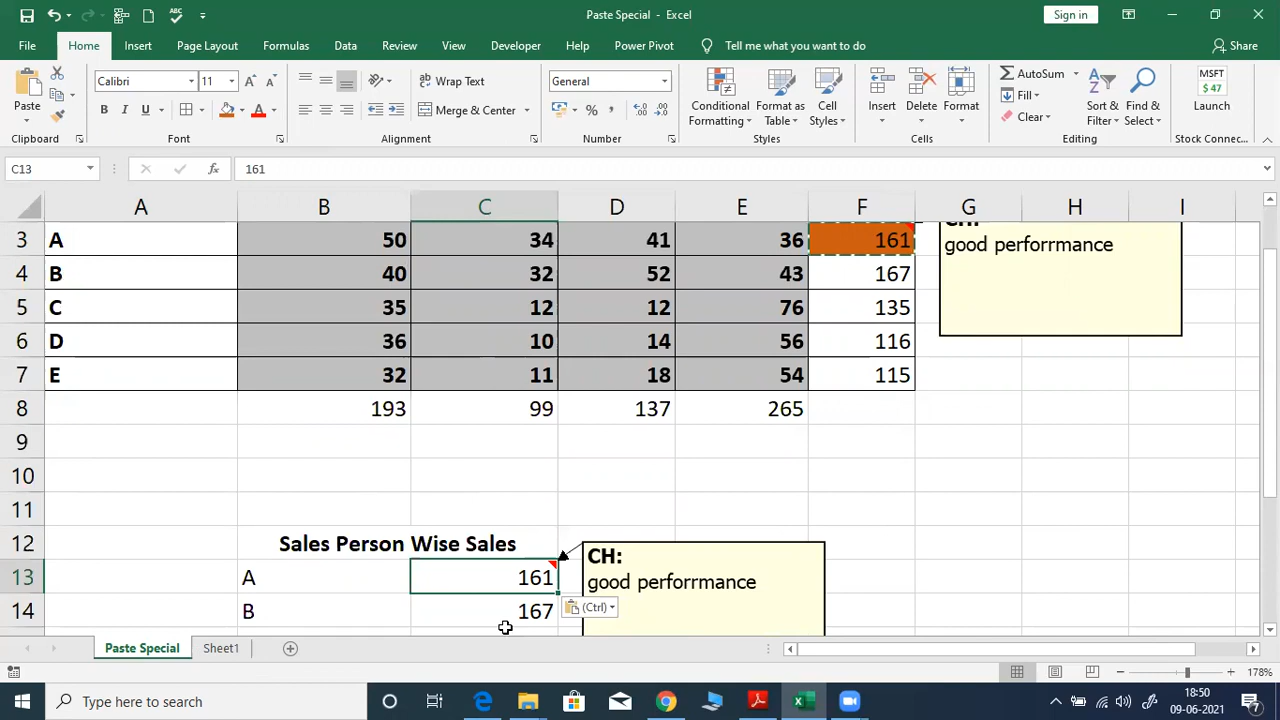 Paste Special - Excel
Sign in
File Home Insert Page Layout Formulas Data Review View Developer Help Power Pivot Tell me what you want to do Share
Paste
Calibri 11
B I U A
Wrap Text
Merge & Center
General
% ,
Conditional Formatting
Format as Table
Cell Styles
Insert Delete Format
AutoSum
Fill
Clear
Sort & Filter
Find & Select
MSFT
$ 47
Launch
Clipboard Font Alignment Number Styles Cells Editing Stock Connec...
C13 fx 161
A B C D E F G H I
3 A 50 34 41 36 161
good perforrmance
4 B 40 32 52 43 167
5 C 35 12 12 76 135
6 D 36 10 14 56 116
7 E 32 11 18 54 115
8 193 99 137 265
9
10
11
12 Sales Person Wise Sales
CH:
good perforrmance
13 A 161
14 B 167
(Ctrl)
Paste Special Sheet1
178%
Type here to search
18:50
09-06-2021
7